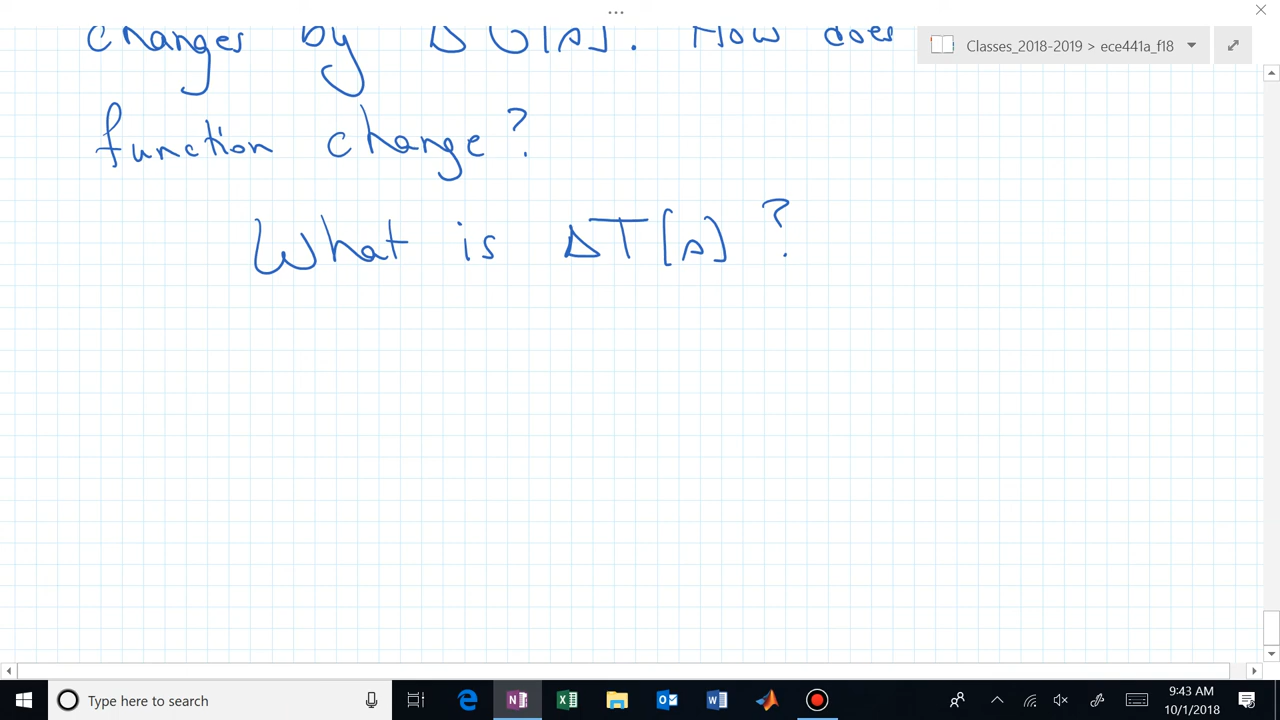 ...
Classes_2018-2019 > ece441a_f18
changes by Δ G[s]. How does
function change?
What is ΔT[s]?
Type here to search
9:43 AM
10/1/2018